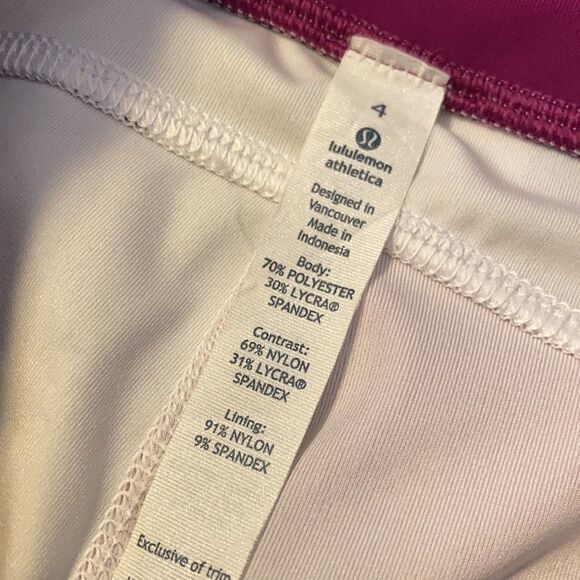 4
lululemon
athletica
Designed in
Vancouver
Made in
Indonesia
Body:
70% POLYESTER
30% LYCRA®
SPANDEX
Contrast:
69% NYLON
31% LYCRA®
SPANDEX
Lining:
91% NYLON
9% SPANDEX
Exclusive of trim